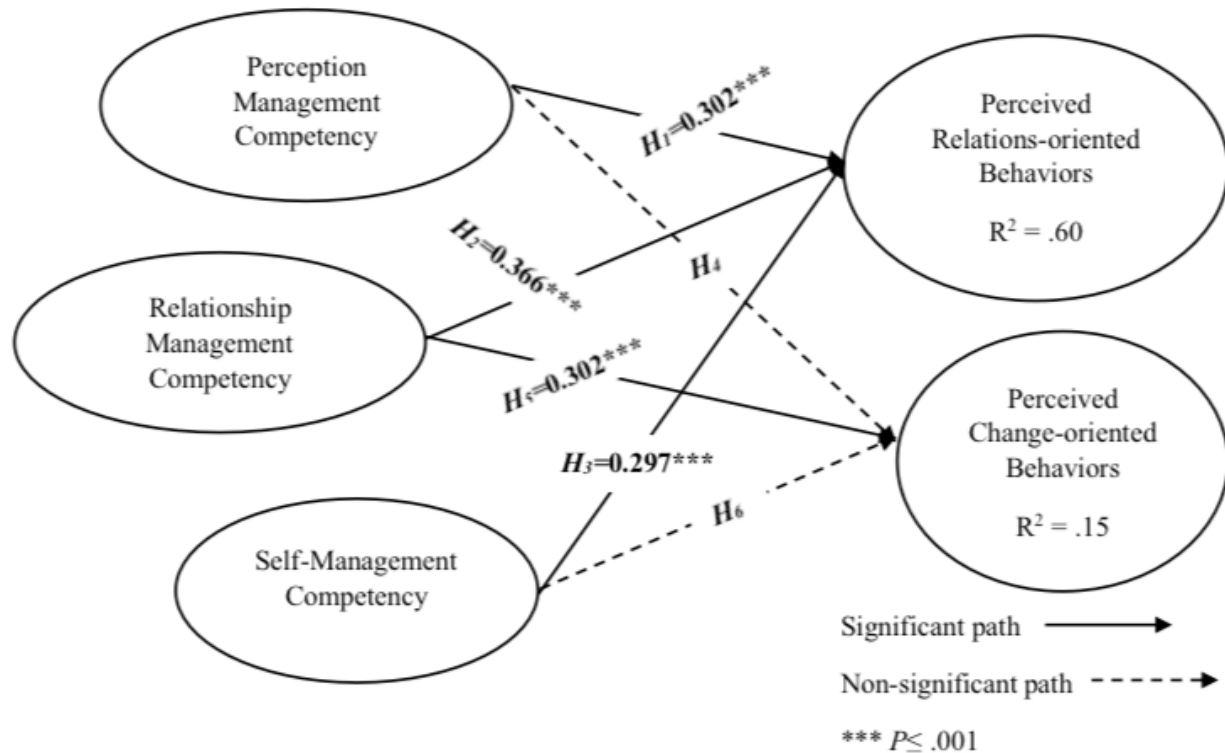 Perception
Management
Competency
H₁=0.302***
Perceived
Relations-oriented
Behaviors
R² = .60
H₂=0.366***
H₄
Relationship
Management
Competency
H₅=0.302***
Perceived
Change-oriented
Behaviors
R² = .15
H₃=0.297***
H₆
Self-Management
Competency
Significant path
Non-significant path
*** P≤ .001